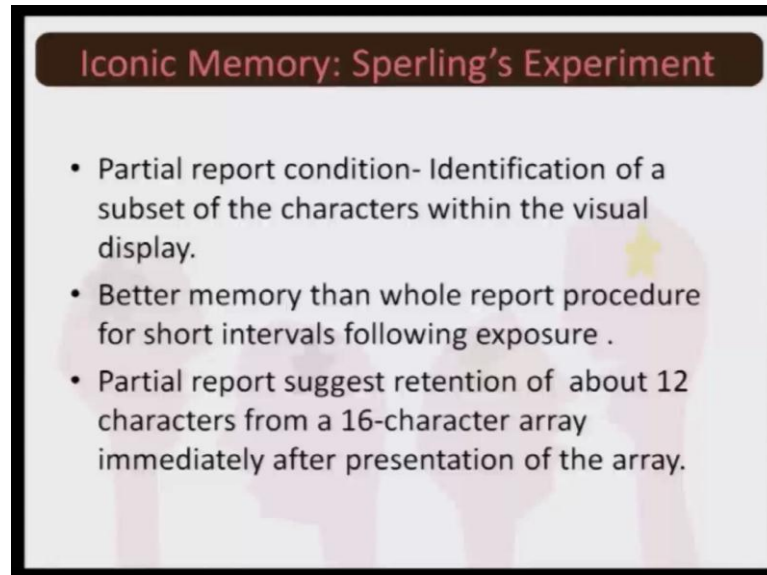 Iconic Memory: Sperling's Experiment
• Partial report condition- Identification of a
subset of the characters within the visual
display.
• Better memory than whole report procedure
for short intervals following exposure .
• Partial report suggest retention of  about 12
characters from a 16-character array
immediately after presentation of the array.